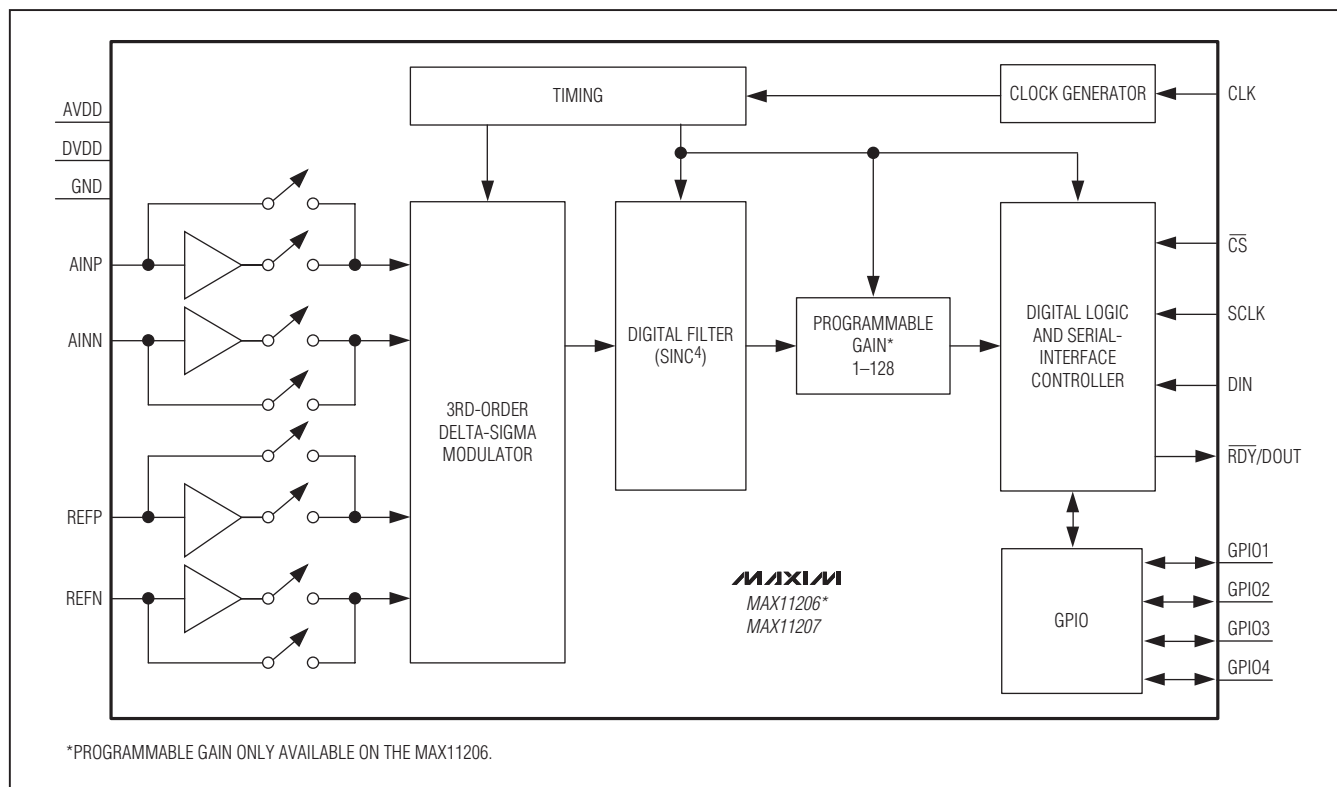 TIMING
CLOCK GENERATOR
CLK
AVDD
DVDD
GND
AINP
AINN
REFP
REFN
3RD-ORDER
DELTA-SIGMA
MODULATOR
DIGITAL FILTER
(SINC⁴)
PROGRAMMABLE
GAIN*
1–128
DIGITAL LOGIC
AND SERIAL-
INTERFACE
CONTROLLER
C̅S̅
SCLK
DIN
R̅D̅Y̅/DOUT
GPIO
GPIO1
GPIO2
GPIO3
GPIO4
MAXIM
MAX11206*
MAX11207
*PROGRAMMABLE GAIN ONLY AVAILABLE ON THE MAX11206.